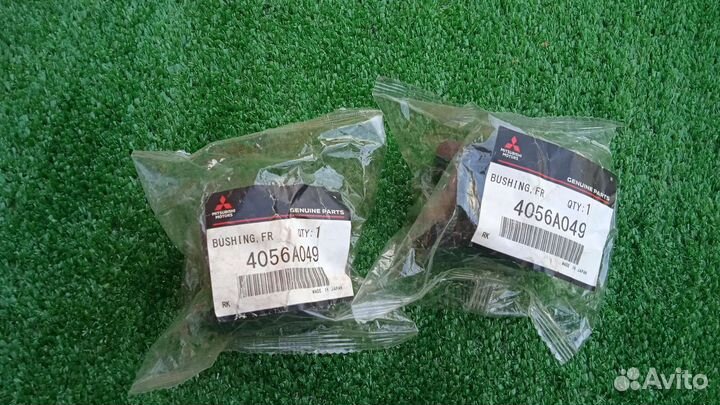 MITSUBISHI
MOTORS
GENUINE PARTS
BUSHING, FR QTY: 1
4056A049
MADE IN JAPAN
RK
MITSUBISHI
MOTORS
GENUINE PARTS
BUSHING, FR QTY: 1
4056A049
MADE IN JAPAN
RK
Avito